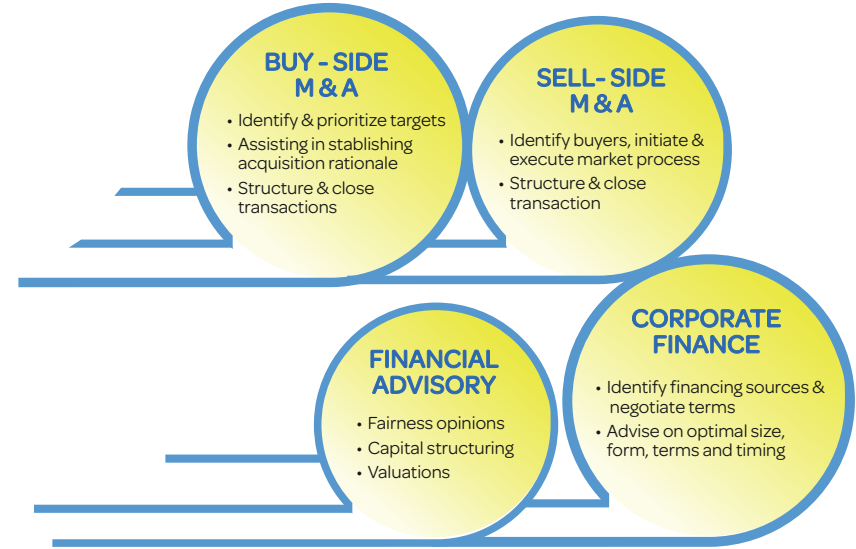 BUY - SIDE
M & A
• Identify & prioritize targets
• Assisting in stablishing
acquisition rationale
• Structure & close
transactions
SELL- SIDE
M & A
• Identify buyers, initiate &
execute market process
• Structure & close
transaction
FINANCIAL
ADVISORY
• Fairness opinions
• Capital structuring
• Valuations
CORPORATE
FINANCE
• Identify financing sources &
negotiate terms
• Advise on optimal size,
form, terms and timing